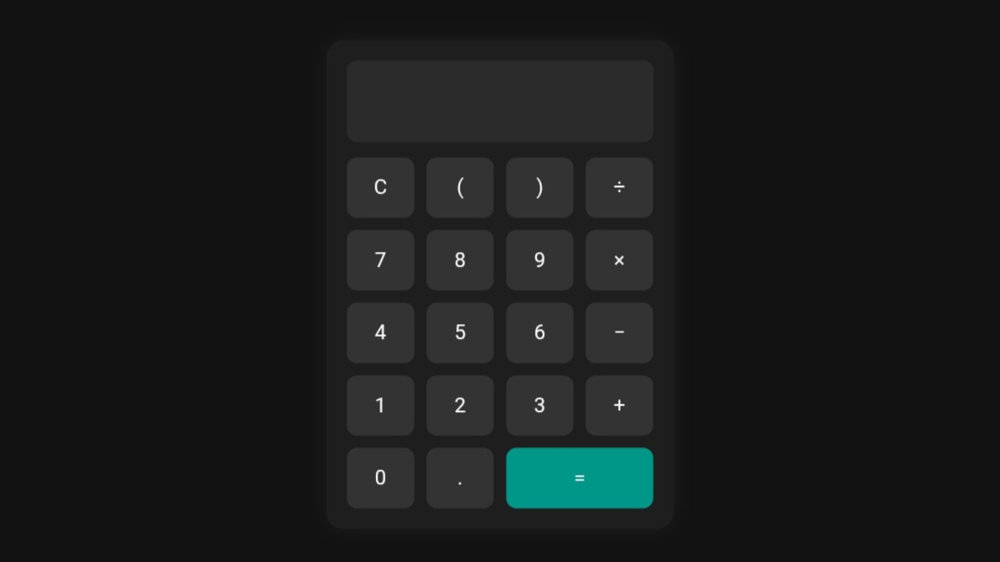 C ( ) ÷
7 8 9 ×
4 5 6 −
1 2 3 +
0 . =